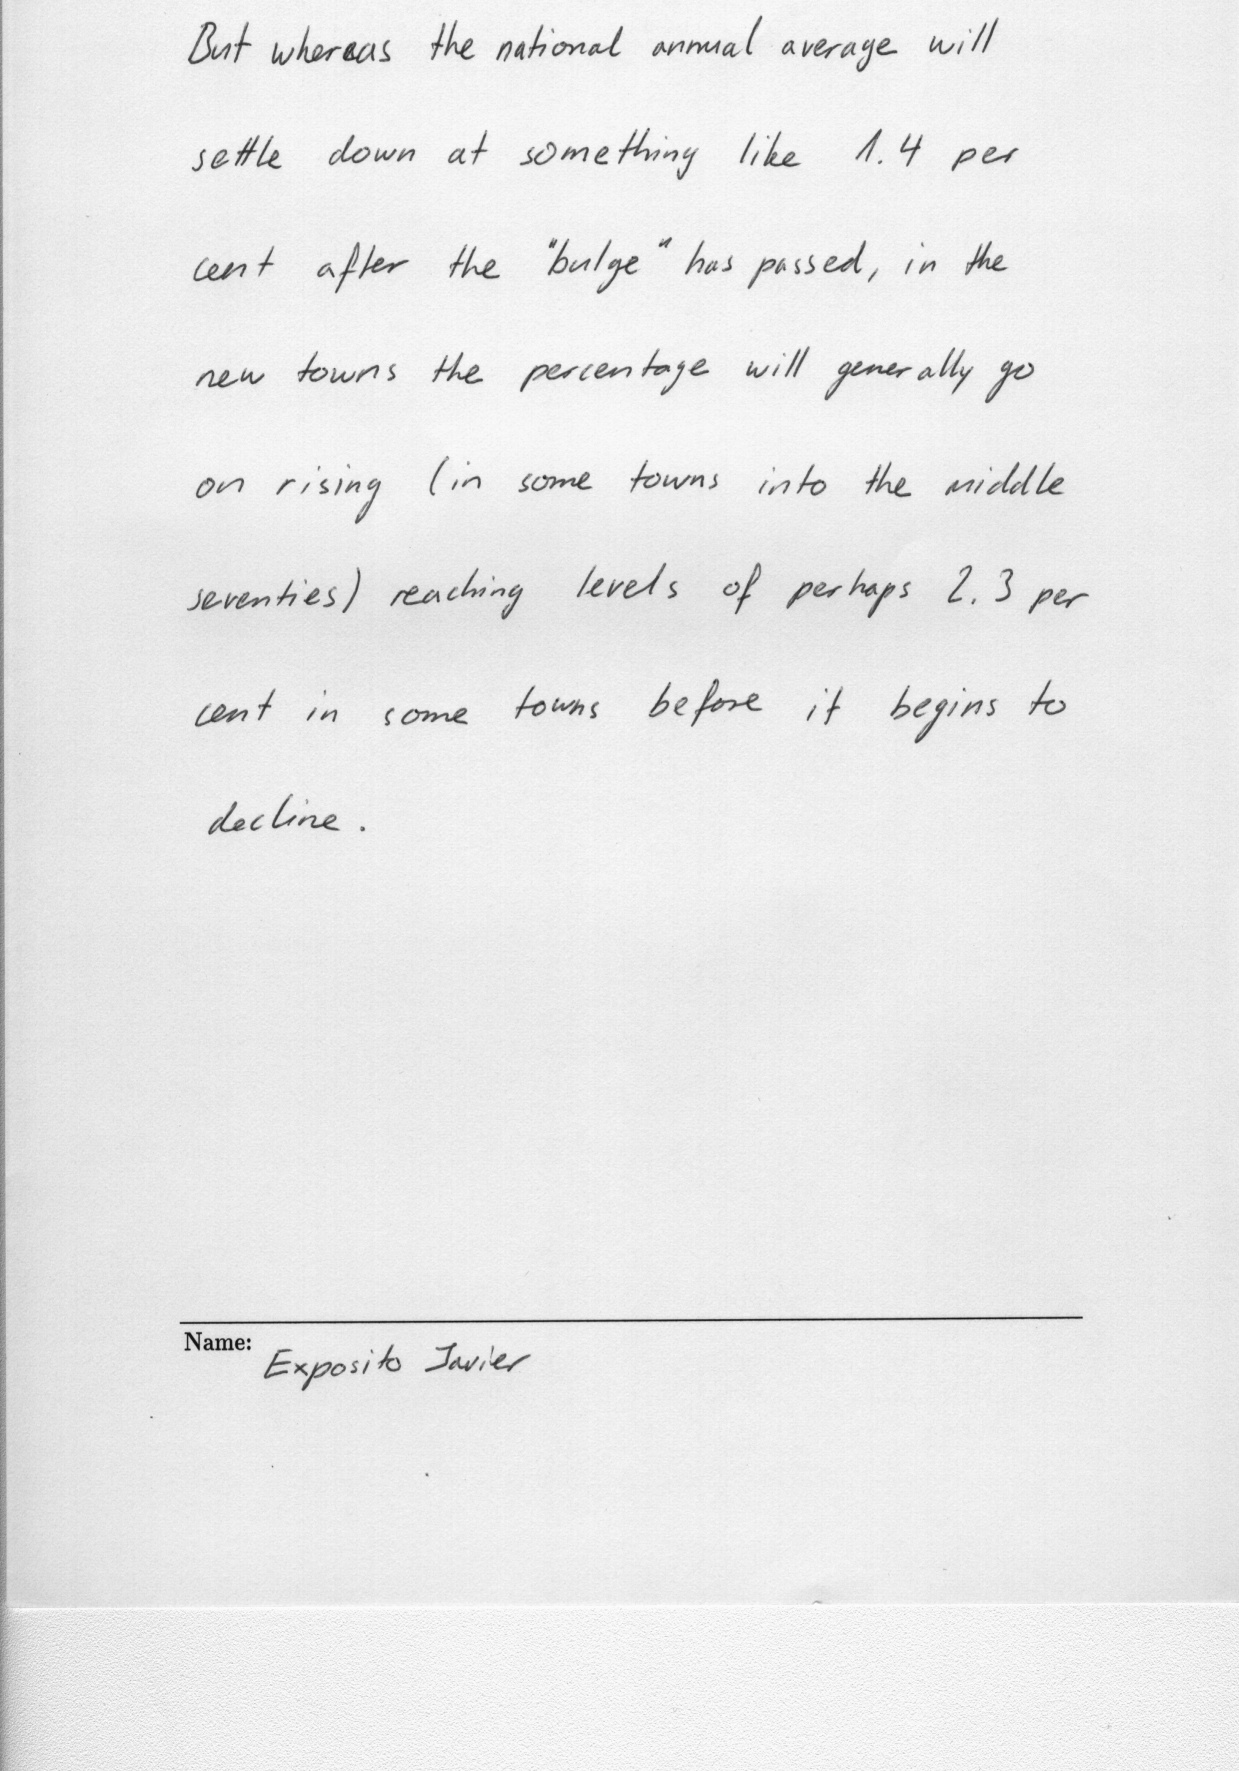 But whereas the national annual average will
settle down at something like 1.4 per
cent after the "bulge" has passed, in the
new towns the percentage will generally go
on rising (in some towns into the middle
seventies) reaching levels of perhaps 2.3 per
cent in some towns before it begins to
decline.
Name:
Exposito Javier